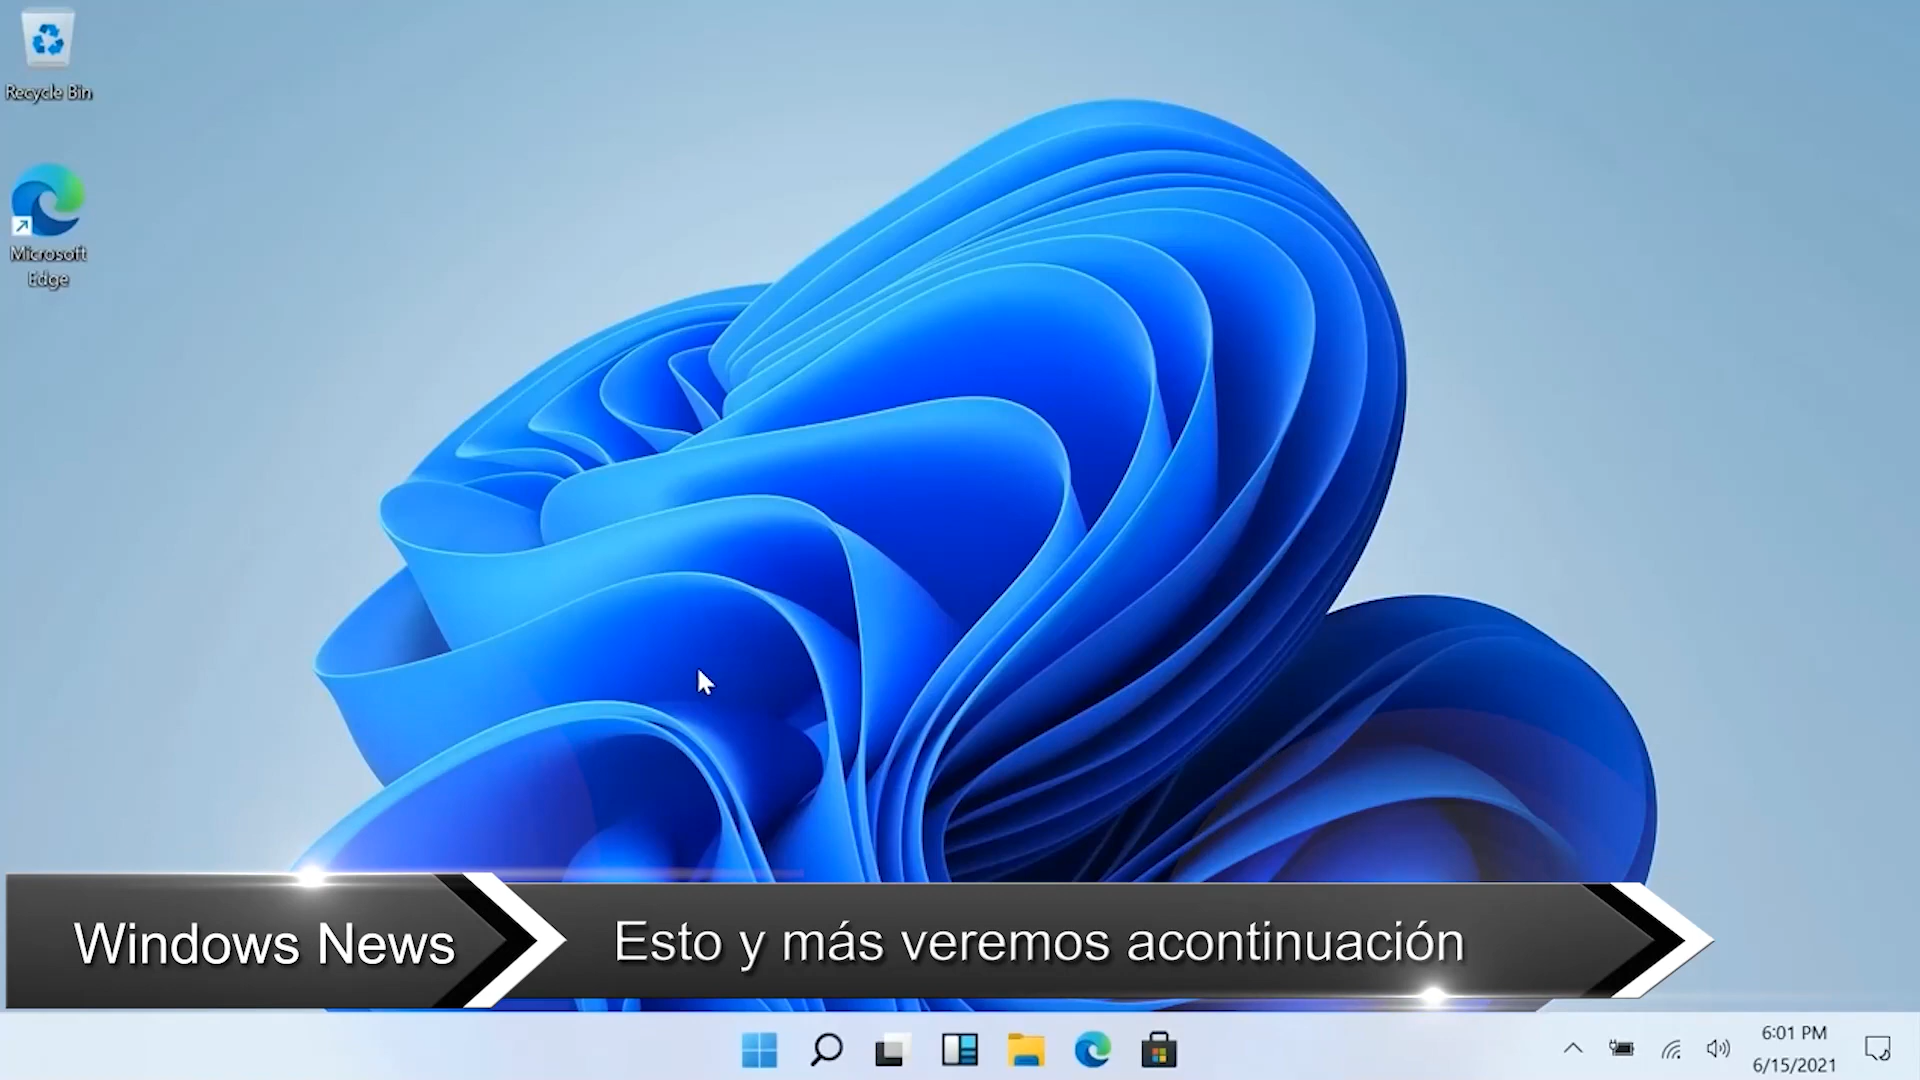 Recycle Bin
Microsoft
Edge
Windows News
Esto y más veremos acontinuación
6:01 PM
6/15/2021